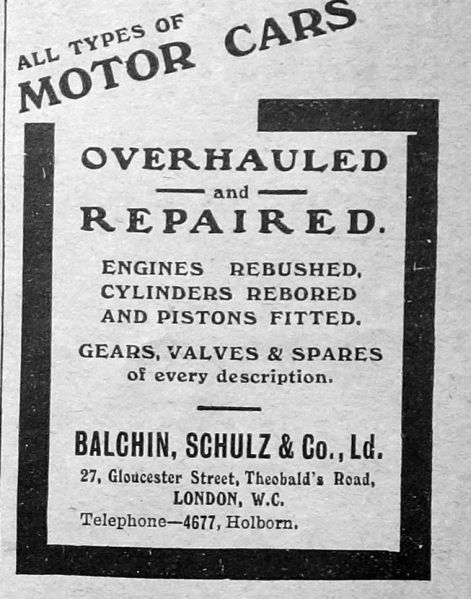 ALL TYPES OF
MOTOR CARS
OVERHAULED
and
REPAIRED.
ENGINES REBUSHED,
CYLINDERS REBORED
AND PISTONS FITTED.
GEARS, VALVES & SPARES
of every description.
BALCHIN, SCHULZ & Co., Ld.
27, Gloucester Street, Theobald's Road,
LONDON, W.C.
Telephone—4677, Holborn.